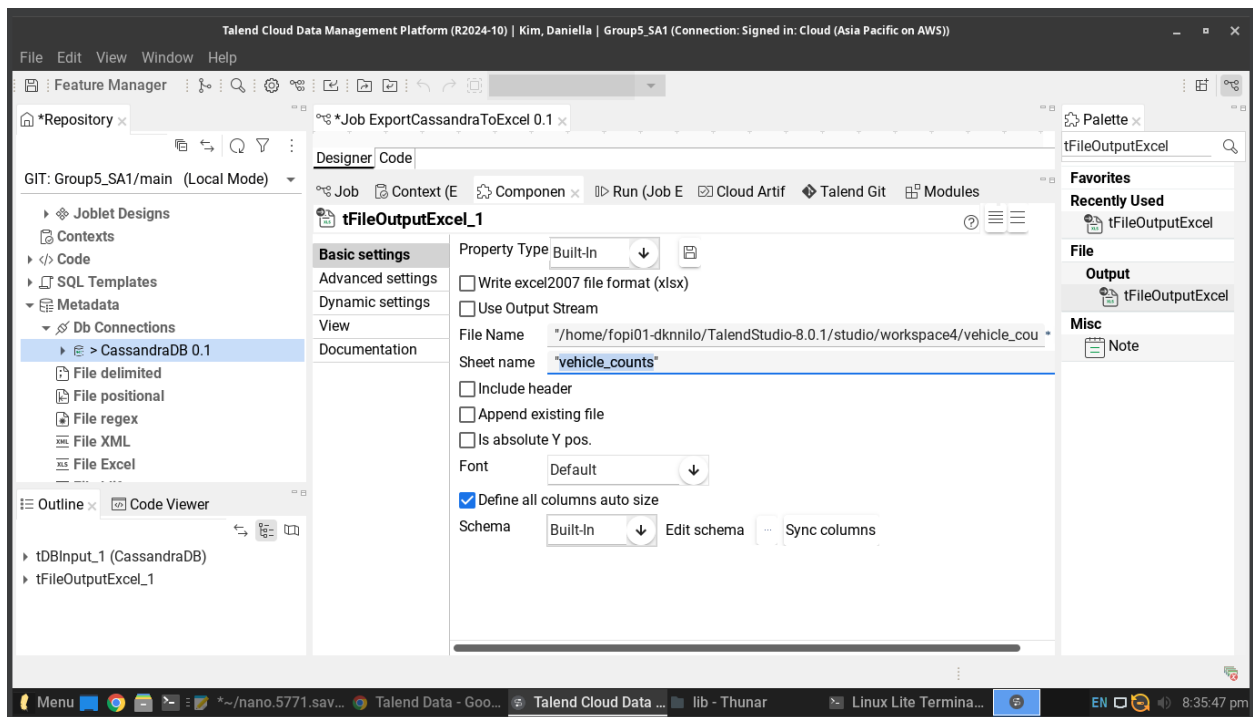 Talend Cloud Data Management Platform (R2024-10) | Kim, Daniella | Group5_SA1 (Connection: Signed in: Cloud (Asia Pacific on AWS))
File Edit View Window Help
Feature Manager
*Repository
GIT: Group5_SA1/main (Local Mode)
Joblet Designs
Contexts
Code
SQL Templates
Metadata
Db Connections
> CassandraDB 0.1
File delimited
File positional
File regex
File XML
File Excel
Outline
Code Viewer
tDBInput_1 (CassandraDB)
tFileOutputExcel_1
*Job ExportCassandraToExcel 0.1
Designer Code
Job
Context (E
Componen
Run (Job E
Cloud Artif
Talend Git
Modules
tFileOutputExcel_1
Basic settings
Advanced settings
Dynamic settings
View
Documentation
Property Type Built-In
Write excel2007 file format (xlsx)
Use Output Stream
File Name "/home/fopi01-dknnilo/TalendStudio-8.0.1/studio/workspace4/vehicle_cou *
Sheet name "vehicle_counts"
Include header
Append existing file
Is absolute Y pos.
Font Default
Define all columns auto size
Schema Built-In Edit schema ... Sync columns
Palette
tFileOutputExcel
Favorites
Recently Used
tFileOutputExcel
File
Output
tFileOutputExcel
Misc
Note
Menu
*~/nano.5771.sav...
Talend Data - Goo...
Talend Cloud Data ...
lib - Thunar
Linux Lite Termina...
EN
8:35:47 pm